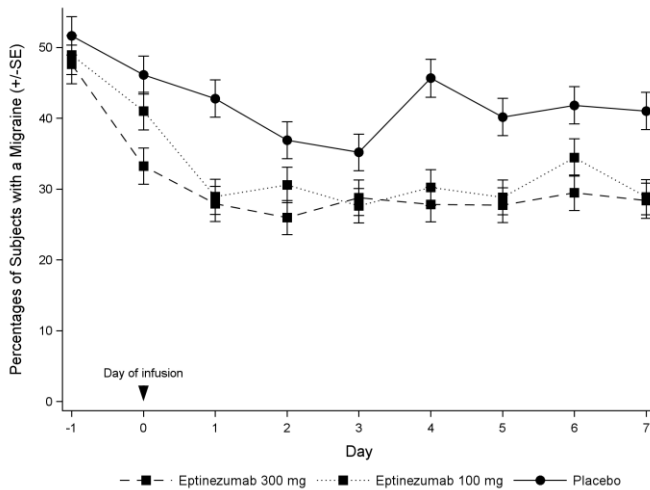 Percentages of Subjects with a Migraine (+/-SE)
50
40
30
20
10
0
Day of infusion
-1 0 1 2 3 4 5 6 7
Day
Eptinezumab 300 mg Eptinezumab 100 mg Placebo